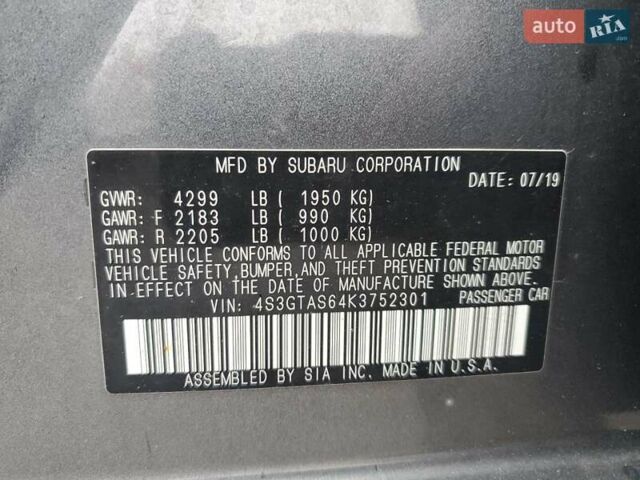 auto RIA .com
MFD BY SUBARU CORPORATION
DATE: 07/19
GVWR: 4299 LB ( 1950 KG)
GAWR: F 2183 LB ( 990 KG)
GAWR: R 2205 LB ( 1000 KG)
THIS VEHICLE CONFORMS TO ALL APPLICABLE FEDERAL MOTOR
VEHICLE SAFETY, BUMPER, AND THEFT PREVENTION STANDARDS
IN EFFECT ON THE DATE OF MANUFACTURE SHOWN ABOVE.
VIN: 4S3GTAS64K3752301 PASSENGER CAR
ASSEMBLED BY SIA INC. MADE IN U.S.A.